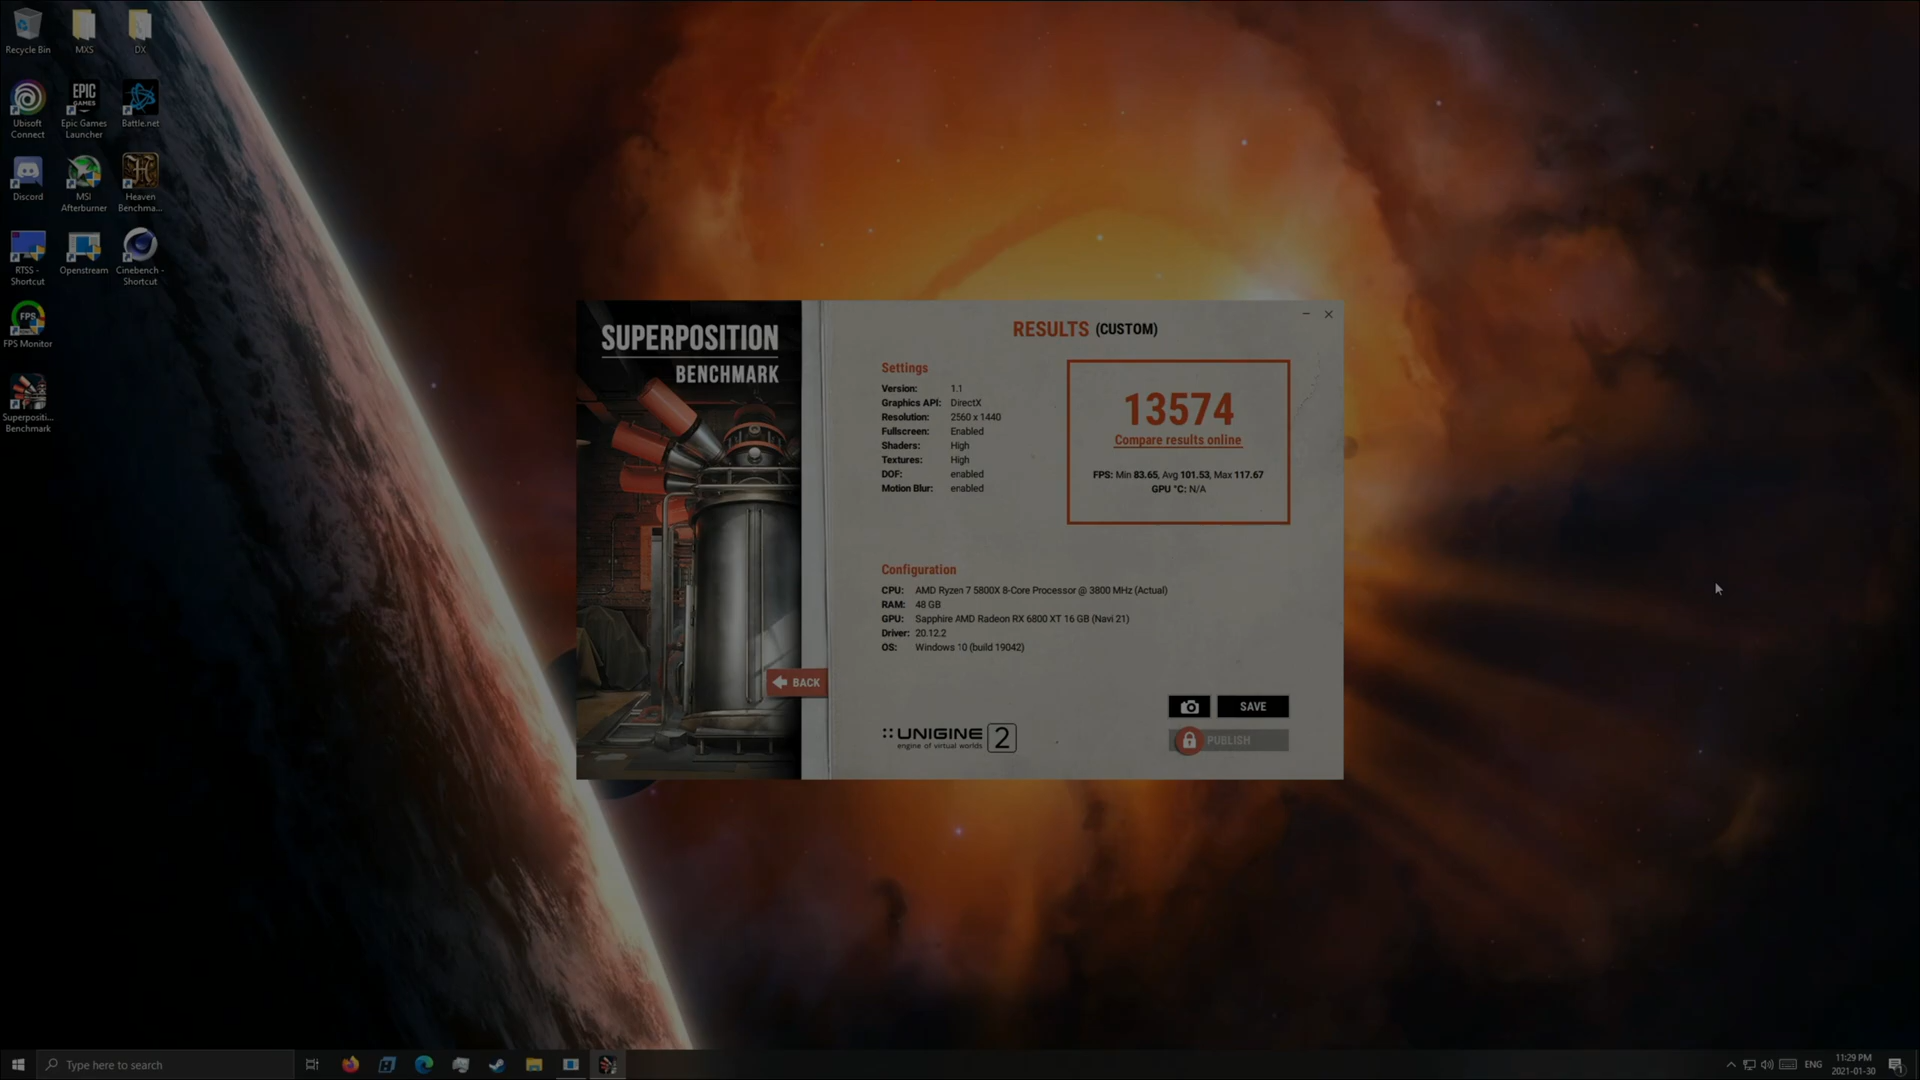 Recycle Bin
MXS
DX
Ubisoft
Connect
EPIC
GAMES
Epic Games
Launcher
Battle.net
Discord
MSI
Afterburner
Heaven
Benchma...
RTSS -
Shortcut
Openstream
Cinebench -
Shortcut
FPS
FPS Monitor
Superpositi...
Benchmark
SUPERPOSITION
BENCHMARK
BACK
RESULTS (CUSTOM)
Settings
Version: 1.1
Graphics API: DirectX
Resolution: 2560 x 1440
Fullscreen: Enabled
Shaders: High
Textures: High
DOF: enabled
Motion Blur: enabled
13574
Compare results online
FPS: Min 83.65, Avg 101.53, Max 117.67
GPU °C: N/A
Configuration
CPU: AMD Ryzen 7 5800X 8-Core Processor @ 3800 MHz (Actual)
RAM: 48 GB
GPU: Sapphire AMD Radeon RX 6800 XT 16 GB (Navi 21)
Driver: 20.12.2
OS: Windows 10 (build 19042)
UNIGINE 2
engine of virtual worlds
SAVE
PUBLISH
Type here to search
ENG
11:29 PM
2021-01-30